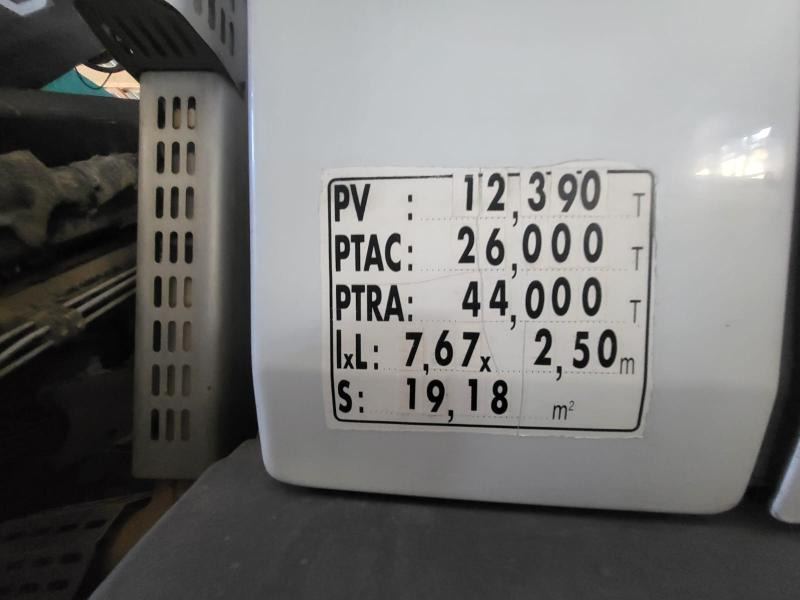 PV : 12,390 T
PTAC: 26,000 T
PTRA: 44,000 T
lxL: 7,67x 2,50m
S: 19,18 m²